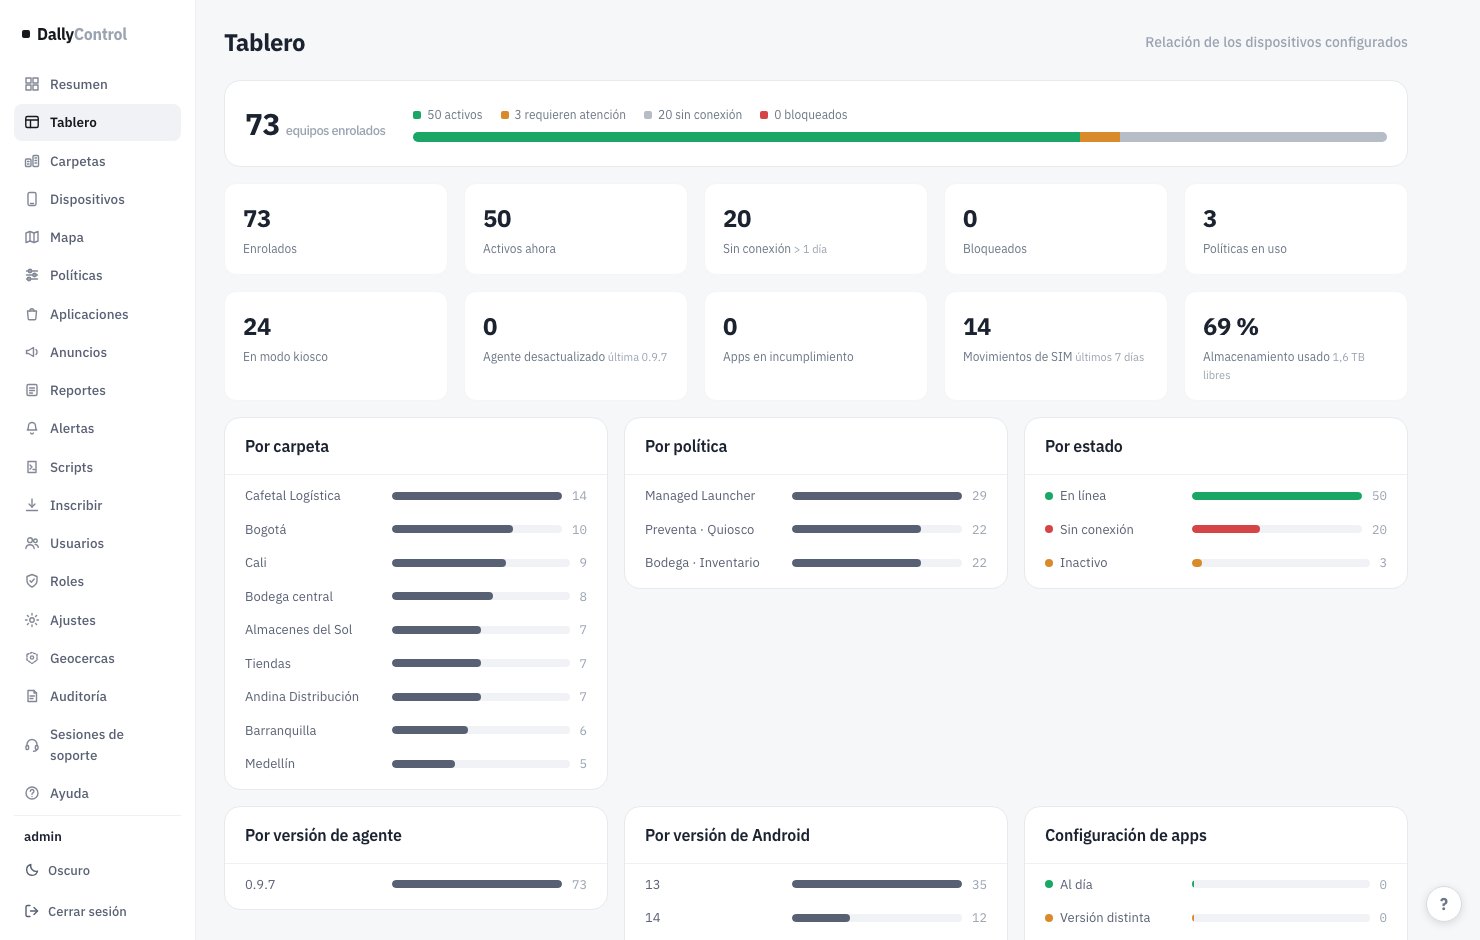 DallyControl
Resumen
Tablero
Carpetas
Dispositivos
Mapa
Políticas
Aplicaciones
Anuncios
Reportes
Alertas
Scripts
Inscribir
Usuarios
Roles
Ajustes
Geocercas
Auditoría
Sesiones de
soporte
Ayuda
admin
Oscuro
Cerrar sesión
Tablero
Relación de los dispositivos configurados
73 equipos enrolados
50 activos 3 requieren atención 20 sin conexión 0 bloqueados
73
Enrolados
50
Activos ahora
20
Sin conexión > 1 día
0
Bloqueados
3
Políticas en uso
24
En modo kiosco
0
Agente desactualizado última 0.9.7
0
Apps en incumplimiento
14
Movimientos de SIM últimos 7 días
69 %
Almacenamiento usado 1,6 TB
libres
Por carpeta
Cafetal Logística 14
Bogotá 10
Cali 9
Bodega central 8
Almacenes del Sol 7
Tiendas 7
Andina Distribución 7
Barranquilla 6
Medellín 5
Por política
Managed Launcher 29
Preventa · Quiosco 22
Bodega · Inventario 22
Por estado
En línea 50
Sin conexión 20
Inactivo 3
Por versión de agente
0.9.7 73
Por versión de Android
13 35
14 12
Configuración de apps
Al día 0
Versión distinta 0
?